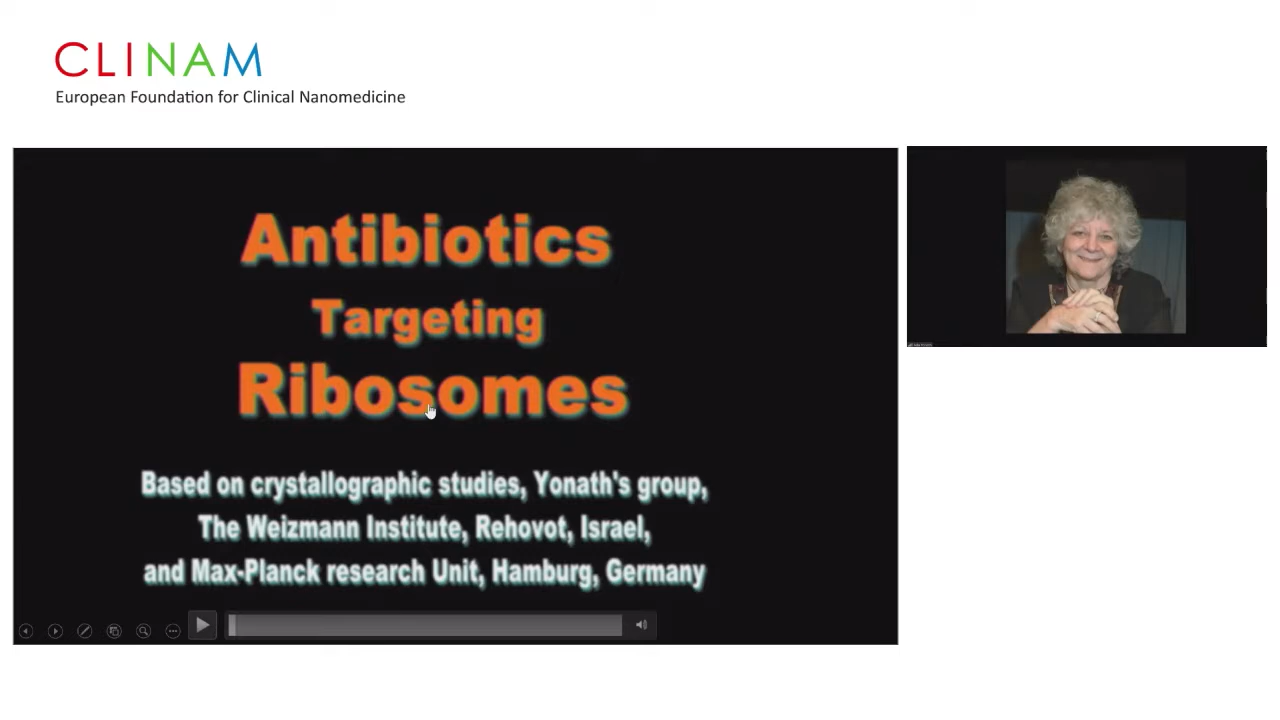 CLINAM
European Foundation for Clinical Nanomedicine
Antibiotics
Targeting
Ribosomes
Based on crystallographic studies, Yonath's group,
The Weizmann Institute, Rehovot, Israel,
and Max-Planck research Unit, Hamburg, Germany